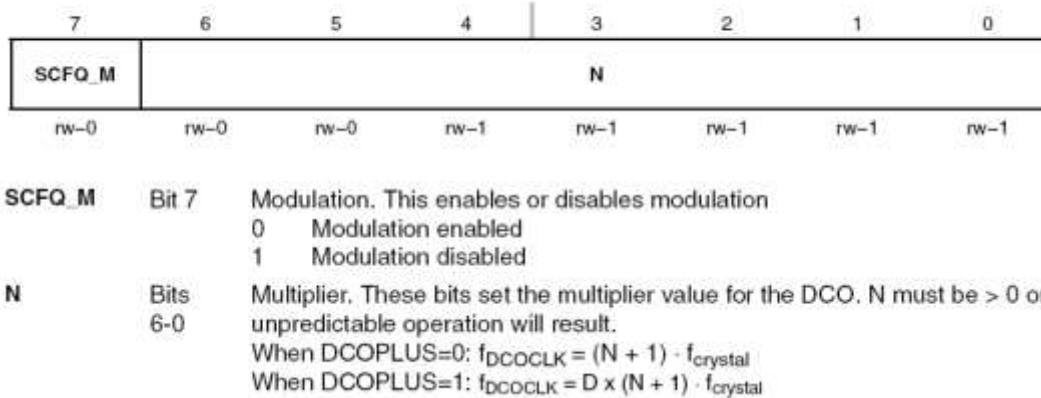 7 6 5 4 3 2 1 0
SCFQ_M N
rw–0 rw–0 rw–0 rw–1 rw–1 rw–1 rw–1 rw–1
SCFQ_M Bit 7 Modulation. This enables or disables modulation
0 Modulation enabled
1 Modulation disabled
N Bits Multiplier. These bits set the multiplier value for the DCO. N must be > 0 or
6-0 unpredictable operation will result.
When DCOPLUS=0: fDCOCLK = (N + 1) · fcrystal
When DCOPLUS=1: fDCOCLK = D x (N + 1) · fcrystal